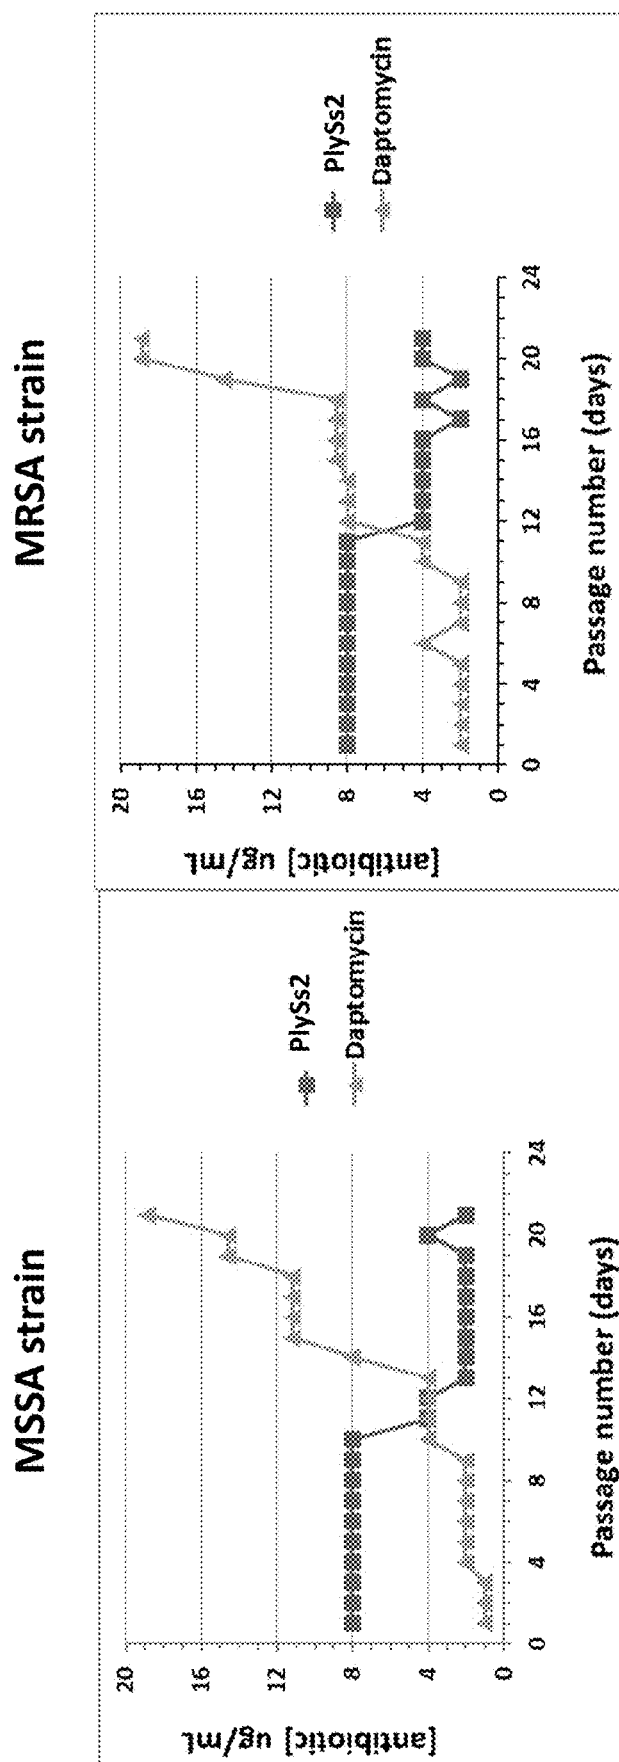 MSSA strain
[antibiotic] ug/mL
20
16
12
8
4
0
0
4
8
12
16
20
24
Passage number (days)
PlySs2
Daptomycin
MRSA strain
[antibiotic] ug/mL
20
16
12
8
4
0
0
4
8
12
16
20
24
Passage number (days)
PlySs2
Daptomycin